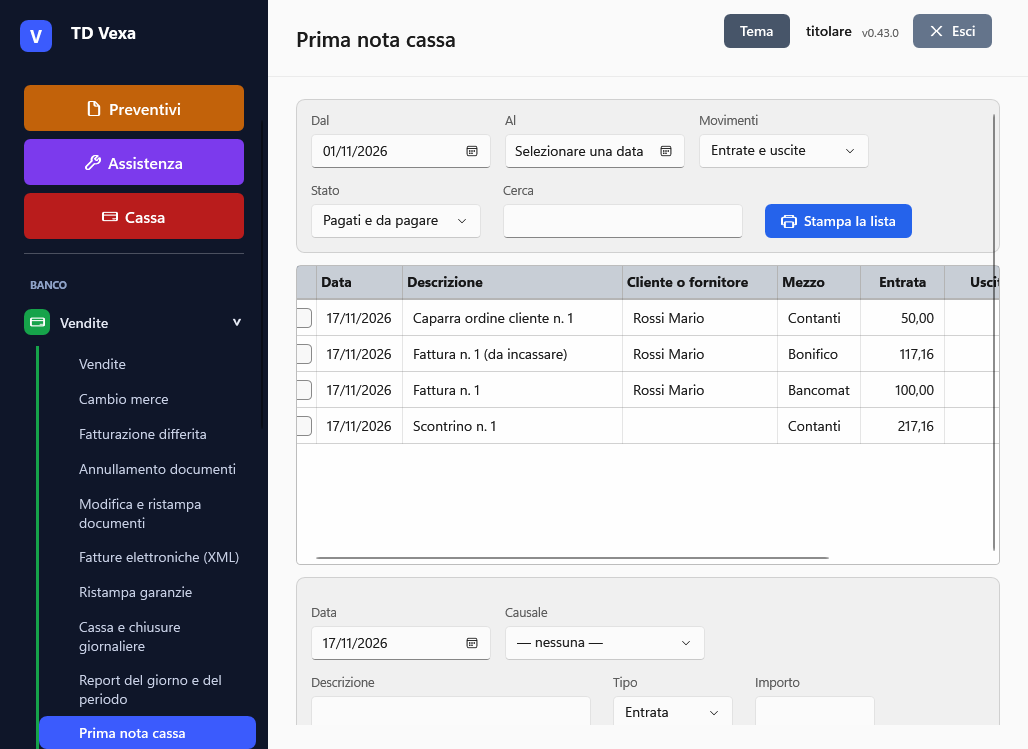 V TD Vexa
Preventivi
Assistenza
Cassa
BANCO
Vendite
Vendite
Cambio merce
Fatturazione differita
Annullamento documenti
Modifica e ristampa
documenti
Fatture elettroniche (XML)
Ristampa garanzie
Cassa e chiusure
giornaliere
Report del giorno e del
periodo
Prima nota cassa
Prima nota cassa
Tema titolare v0.43.0 Esci
Dal Al Movimenti
01/11/2026 Selezionare una data Entrate e uscite
Stato Cerca
Pagati e da pagare Stampa la lista
Data Descrizione Cliente o fornitore Mezzo Entrata
17/11/2026 Caparra ordine cliente n. 1 Rossi Mario Contanti 50,00
17/11/2026 Fattura n. 1 (da incassare) Rossi Mario Bonifico 117,16
17/11/2026 Fattura n. 1 Rossi Mario Bancomat 100,00
17/11/2026 Scontrino n. 1 Contanti 217,16
Data Causale
17/11/2026 — nessuna —
Descrizione Tipo Importo
Entrata